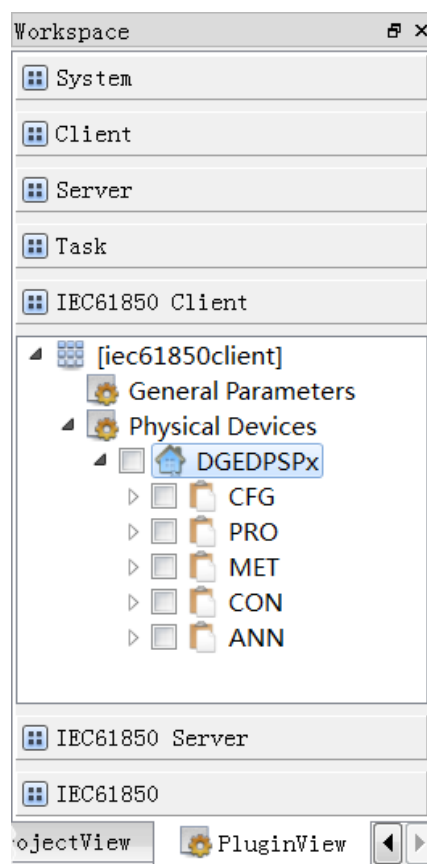 Workspace
System
Client
Server
Task
IEC61850 Client
[iec61850client]
General Parameters
Physical Devices
DGEDPSPx
CFG
PRO
MET
CON
ANN
IEC61850 Server
IEC61850
ojectView PluginView